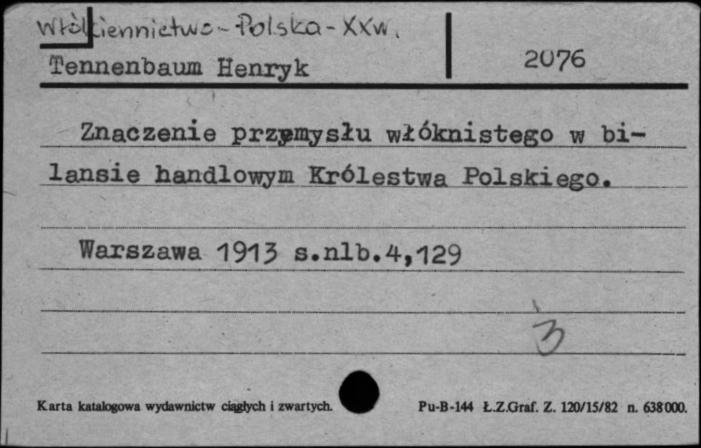 Włókiennictwo - Polska - XXw.
Tennenbaum Henryk
2076
Znaczenie przemysłu włóknistego w bi-
lansie handlowym Królestwa Polskiego.
Warszawa 1913 s.nlb.4,129
3
Karta katalogowa wydawnictw ciągłych i zwartych.
Pu-B-144 Ł.Z.Graf. Z. 120/15/82 n. 638000.